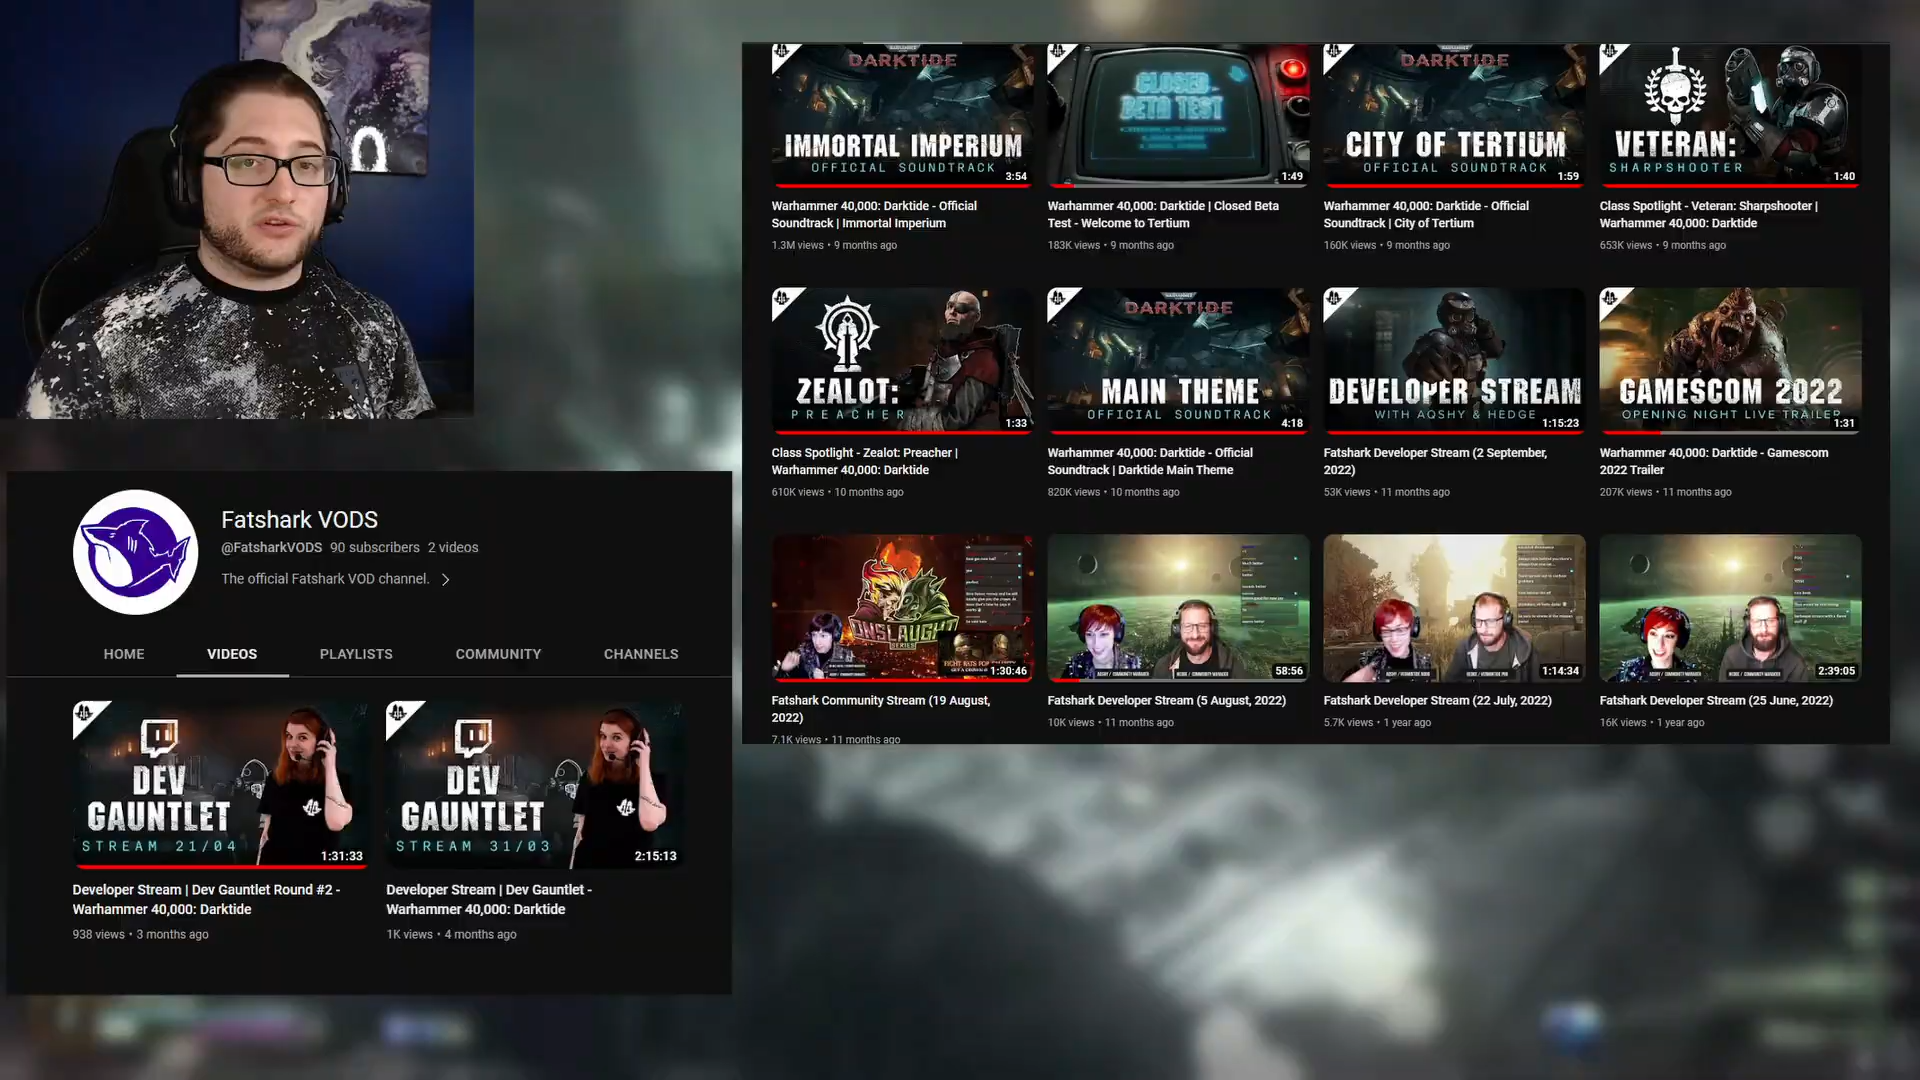 DARKTIDE
IMMORTAL IMPERIUM
OFFICIAL SOUNDTRACK
3:54
Warhammer 40,000: Darktide - Official
Soundtrack | Immortal Imperium
1.3M views • 9 months ago
CLOSED
BETA TEST
1:49
Warhammer 40,000: Darktide | Closed Beta
Test - Welcome to Tertium
183K views • 9 months ago
DARKTIDE
CITY OF TERTIUM
OFFICIAL SOUNDTRACK
1:59
Warhammer 40,000: Darktide - Official
Soundtrack | City of Tertium
160K views • 9 months ago
VETERAN:
SHARPSHOOTER
1:40
Class Spotlight - Veteran: Sharpshooter |
Warhammer 40,000: Darktide
653K views • 9 months ago
ZEALOT:
PREACHER
1:33
Class Spotlight - Zealot: Preacher |
Warhammer 40,000: Darktide
610K views • 10 months ago
DARKTIDE
MAIN THEME
OFFICIAL SOUNDTRACK
4:18
Warhammer 40,000: Darktide - Official
Soundtrack | Darktide Main Theme
820K views • 10 months ago
DEVELOPER STREAM
WITH AQSHY & HEDGE
1:15:23
Fatshark Developer Stream (2 September,
2022)
53K views • 11 months ago
GAMESCOM 2022
OPENING NIGHT LIVE TRAILER
1:31
Warhammer 40,000: Darktide - Gamescom
2022 Trailer
207K views • 11 months ago
ONSLAUGHT
SERIES
1:30:46
Fatshark Community Stream (19 August,
2022)
7.1K views • 11 months ago
58:56
Fatshark Developer Stream (5 August, 2022)
10K views • 11 months ago
1:14:34
Fatshark Developer Stream (22 July, 2022)
5.7K views • 1 year ago
2:39:05
Fatshark Developer Stream (25 June, 2022)
16K views • 1 year ago
Fatshark VODS
@FatsharkVODS 90 subscribers 2 videos
The official Fatshark VOD channel.
HOME VIDEOS PLAYLISTS COMMUNITY CHANNELS
DEV
GAUNTLET
STREAM 21/04
1:31:33
Developer Stream | Dev Gauntlet Round #2 -
Warhammer 40,000: Darktide
938 views • 3 months ago
DEV
GAUNTLET
STREAM 31/03
2:15:13
Developer Stream | Dev Gauntlet -
Warhammer 40,000: Darktide
1K views • 4 months ago